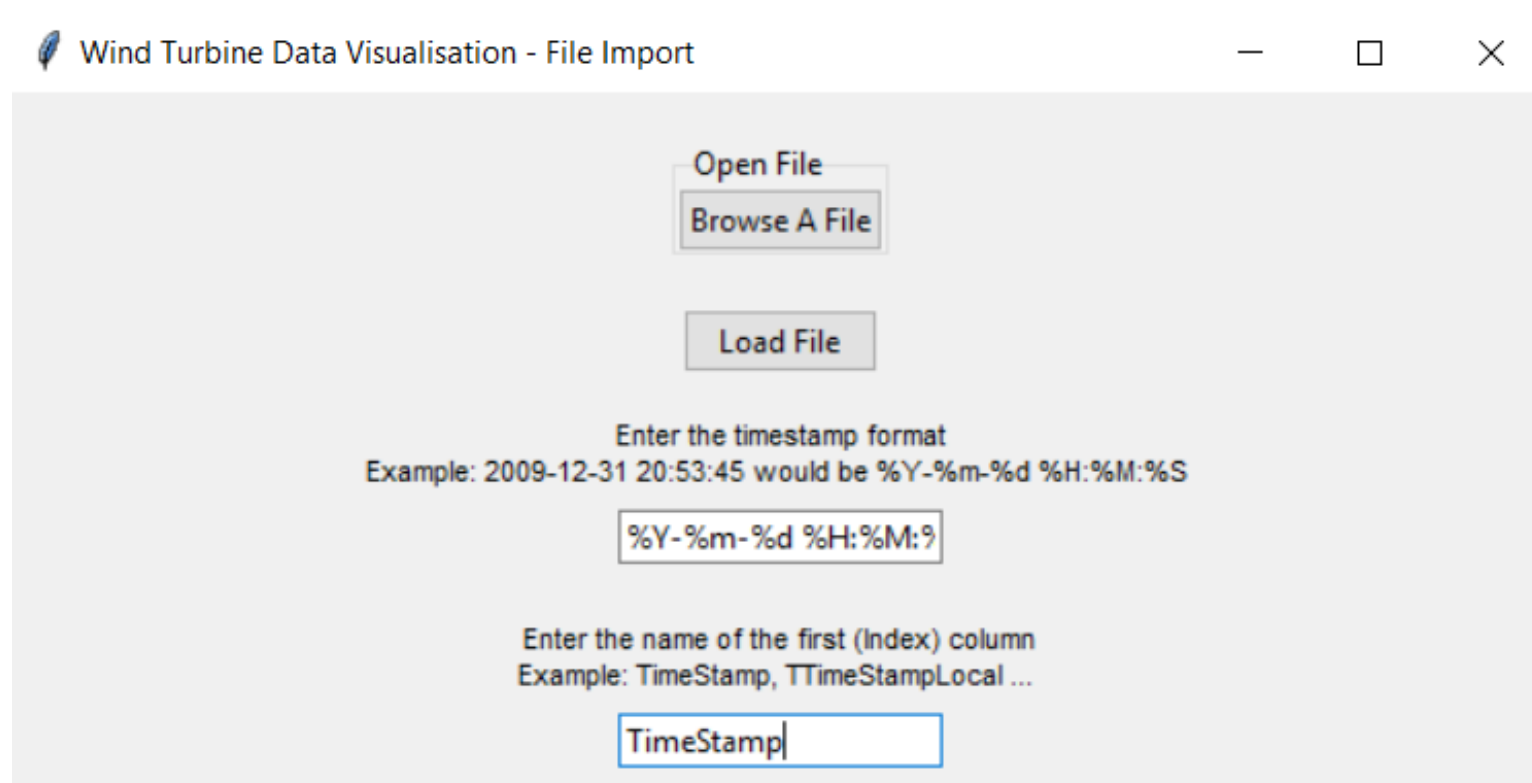 Wind Turbine Data Visualisation - File Import
Open File
Browse A File
Load File
Enter the timestamp format
Example: 2009-12-31 20:53:45 would be %Y-%m-%d %H:%M:%S
%Y-%m-%d %H:%M:%
Enter the name of the first (Index) column
Example: TimeStamp, TTimeStampLocal ...
TimeStamp